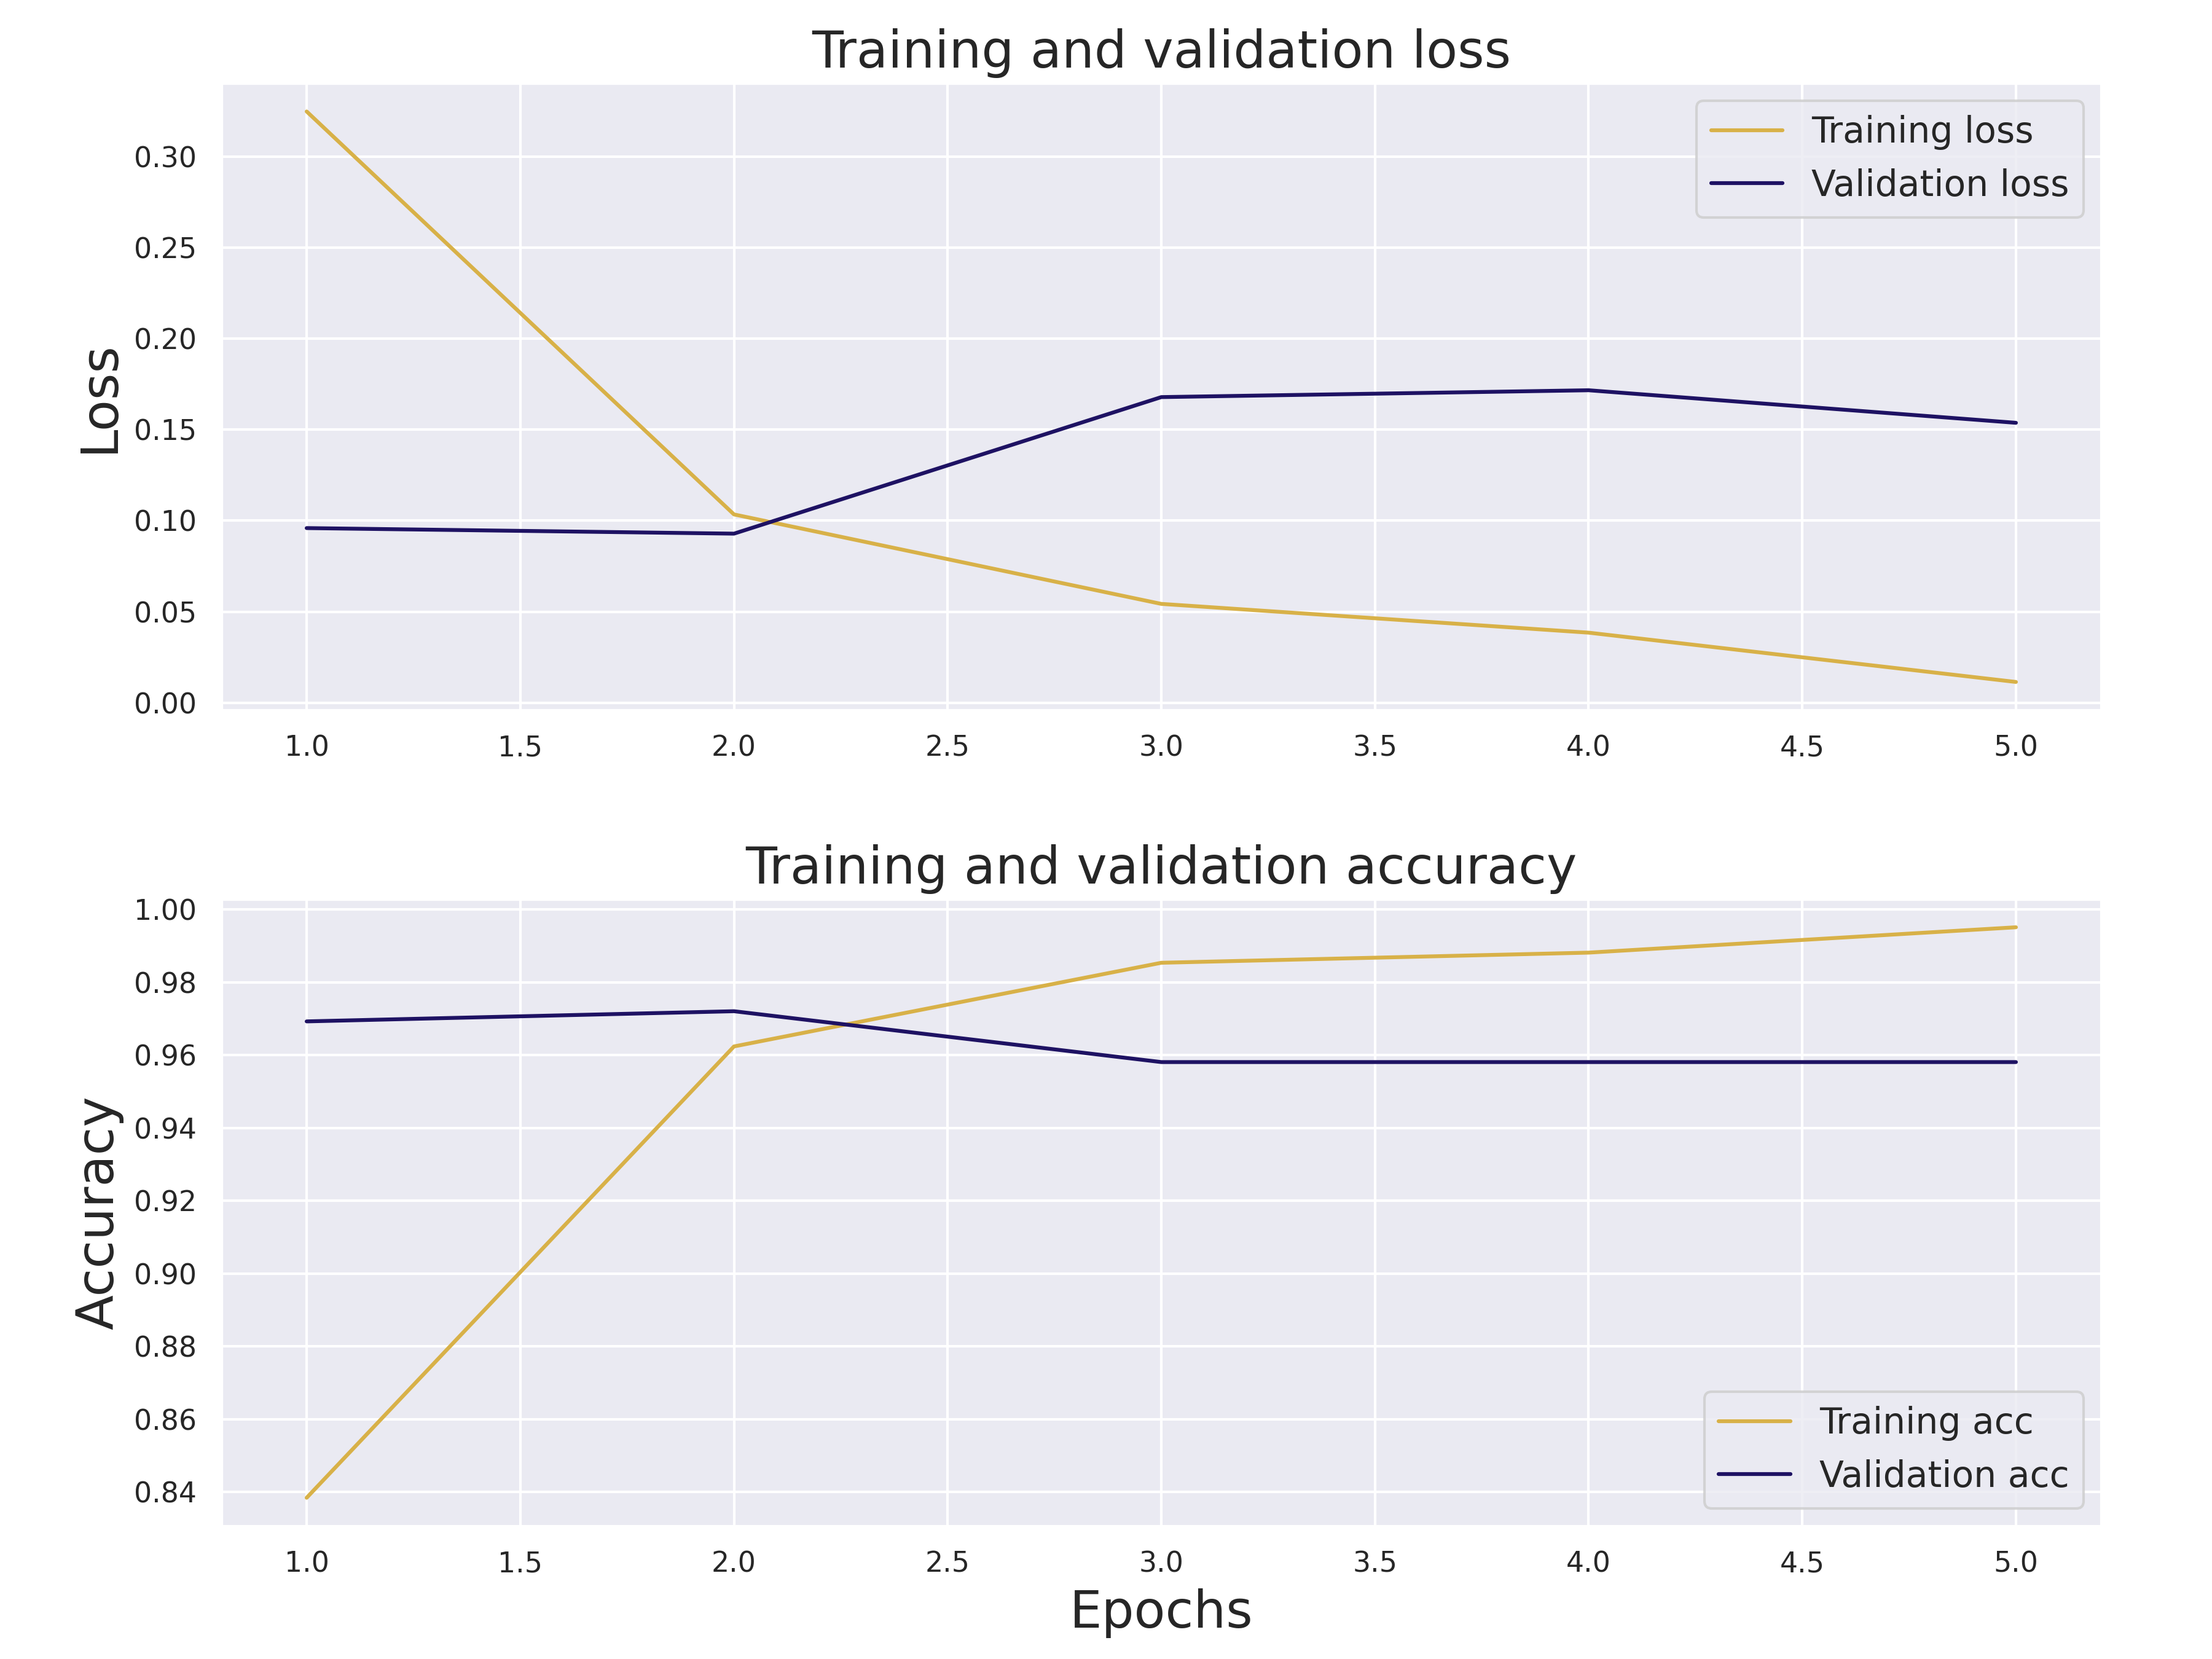 Training and validation loss
Training loss
Validation loss
Loss
0.30
0.25
0.20
0.15
0.10
0.05
0.00
1.0 1.5 2.0 2.5 3.0 3.5 4.0 4.5 5.0
Training and validation accuracy
Accuracy
1.00
0.98
0.96
0.94
0.92
0.90
0.88
0.86
0.84
Training acc
Validation acc
1.0 1.5 2.0 2.5 3.0 3.5 4.0 4.5 5.0
Epochs